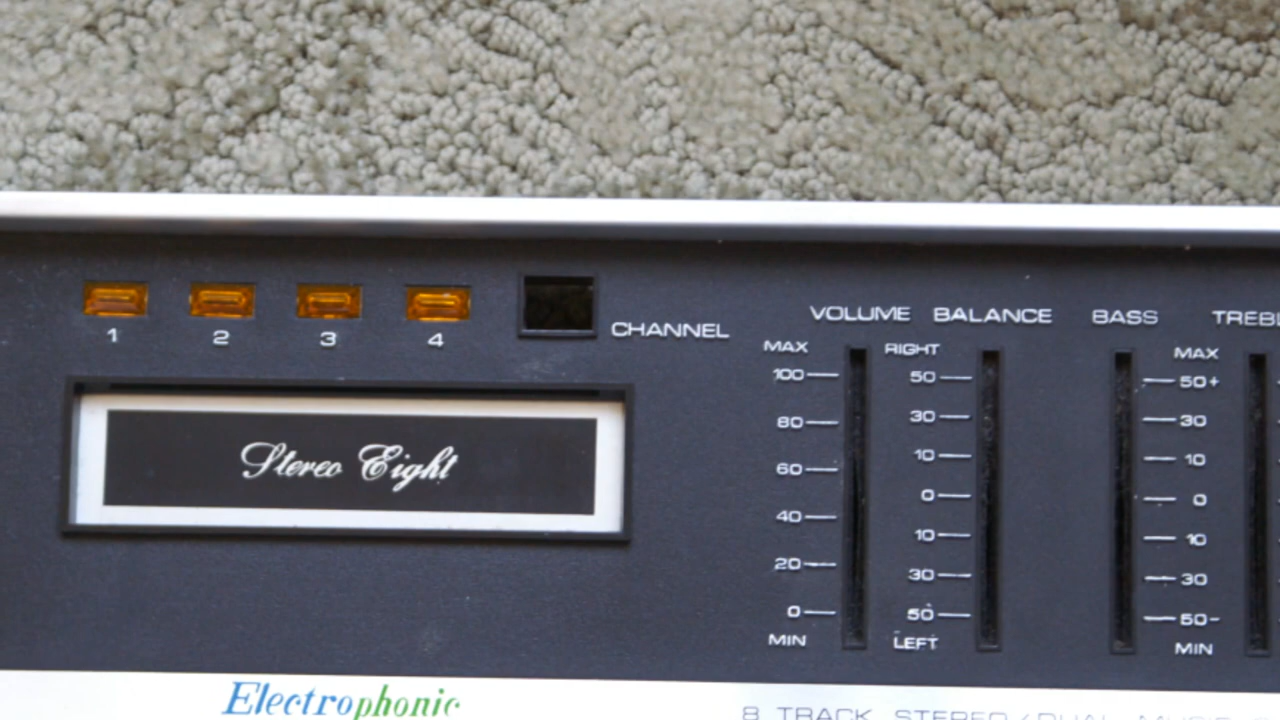 1 2 3 4
CHANNEL
Stereo Eight
VOLUME BALANCE BASS
MAX RIGHT MAX
100 50 50+
80 30 30
60 10 10
40 0 0
20 10 10
0 30 30
50 50-
MIN LEFT MIN
Electrophonic
8 TRACK STEREO/DUAL MUSIC